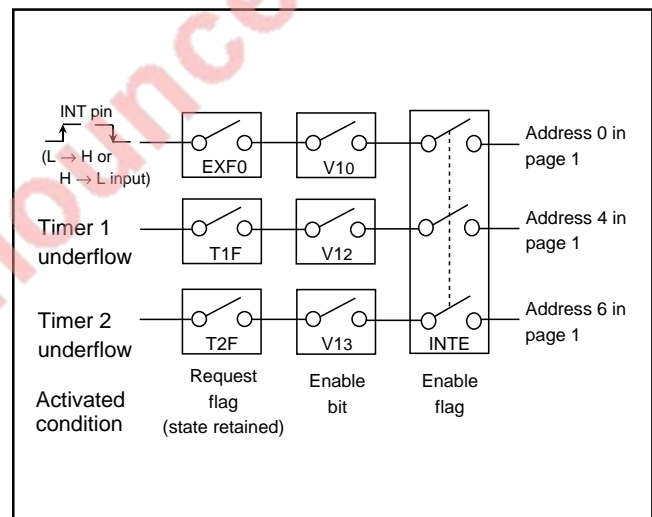 INT pin
(L → H or
H → L input)
EXF0
V10
Address 0 in
page 1
Timer 1
underflow
T1F
V12
Address 4 in
page 1
Timer 2
underflow
T2F
V13
INTE
Address 6 in
page 1
Activated
condition
Request
flag
(state retained)
Enable
bit
Enable
flag
ounce